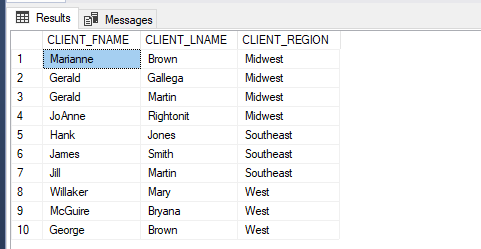 Results Messages
CLIENT_FNAME CLIENT_LNAME CLIENT_REGION
1 Marianne Brown Midwest
2 Gerald Gallega Midwest
3 Gerald Martin Midwest
4 JoAnne Rightonit Midwest
5 Hank Jones Southeast
6 James Smith Southeast
7 Jill Martin Southeast
8 Willaker Mary West
9 McGuire Bryana West
10 George Brown West